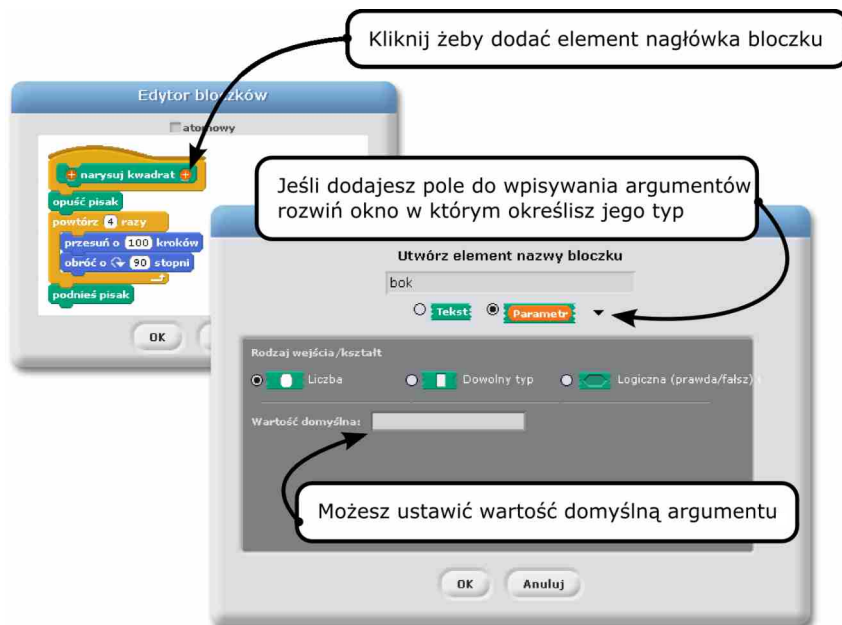 Kliknij żeby dodać element nagłówka bloczku
Edytor bloczków
atomowy
narysuj kwadrat
opuść pisak
powtórz 4 razy
przesuń o 100 kroków
obróć o 90 stopni
podnieś pisak
OK
Jeśli dodajesz pole do wpisywania argumentów
rozwiń okno w którym określisz jego typ
Utwórz element nazwy bloczku
bok
Tekst Parametr
Rodzaj wejścia/kształt
Liczba Dowolny typ Logiczna (prawda/fałsz)
Wartość domyślna:
Możesz ustawić wartość domyślną argumentu
OK Anuluj